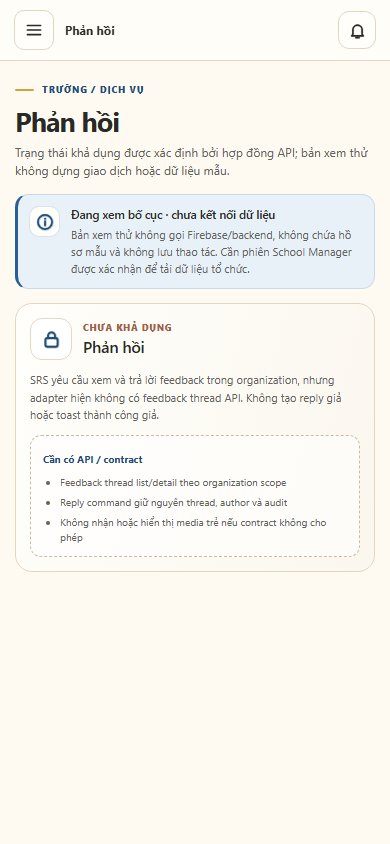 Phản hồi
TRƯỜNG / DỊCH VỤ
Phản hồi
Trạng thái khả dụng được xác định bởi hợp đồng API; bản xem thử
không dựng giao dịch hoặc dữ liệu mẫu.
Đang xem bố cục · chưa kết nối dữ liệu
Bản xem thử không gọi Firebase/backend, không chứa hồ
sơ mẫu và không lưu thao tác. Cần phiên School Manager
được xác nhận để tải dữ liệu tổ chức.
CHƯA KHẢ DỤNG
Phản hồi
SRS yêu cầu xem và trả lời feedback trong organization, nhưng
adapter hiện không có feedback thread API. Không tạo reply giả
hoặc toast thành công giả.
Cần có API / contract
Feedback thread list/detail theo organization scope
Reply command giữ nguyên thread, author và audit
Không nhận hoặc hiển thị media trẻ nếu contract không cho
phép